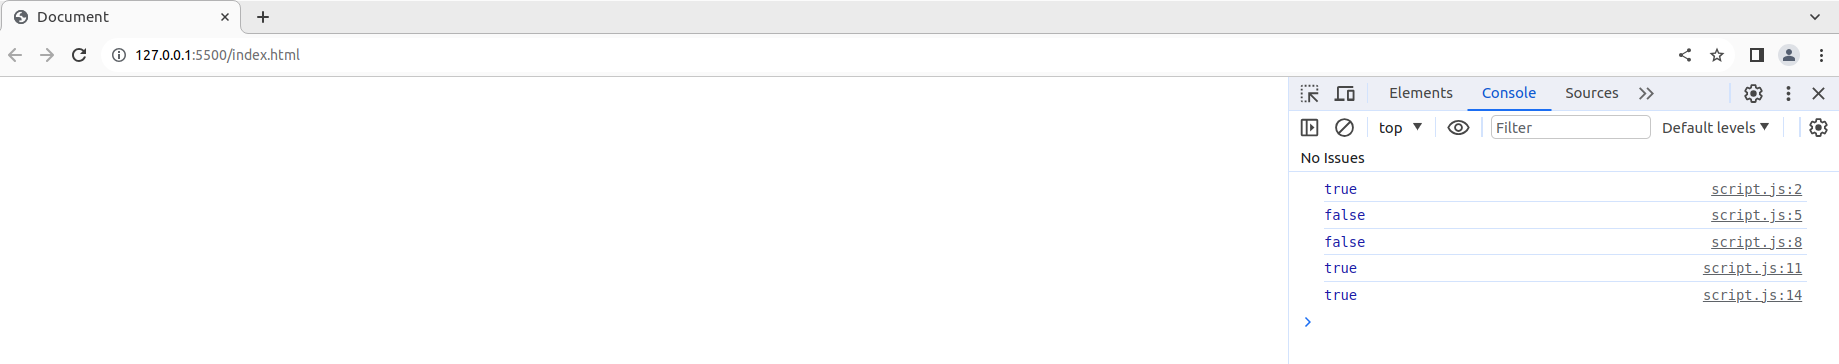 Document
127.0.0.1:5500/index.html
Elements Console Sources
top Filter Default levels
No Issues
true script.js:2
false script.js:5
false script.js:8
true script.js:11
true script.js:14